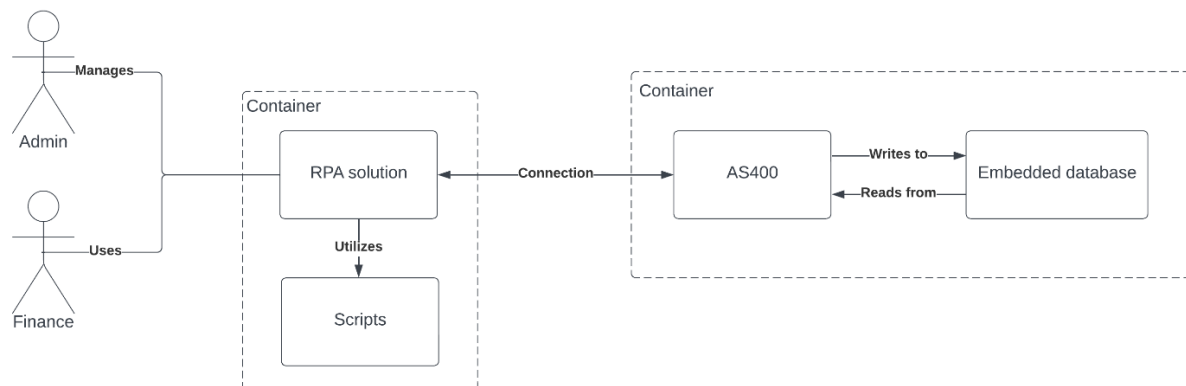 Manages
Admin
Uses
Finance
Container
RPA solution
Utilizes
Scripts
Connection
Container
AS400
Writes to
Reads from
Embedded database